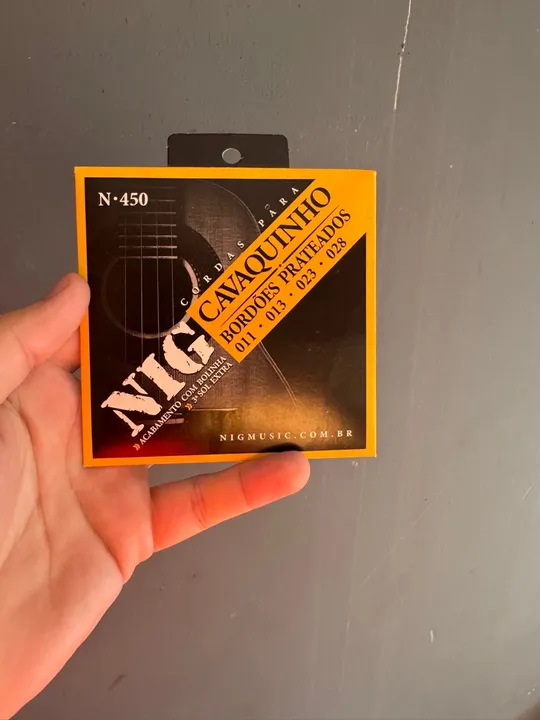 N•450
CORDAS PARA
CAVAQUINHO
BORDÕES PRATEADOS
011 • 013 • 023 • 028
NIG
» ACABAMENTO COM BOLINHA
» 3ª SOL EXTRA
NIGMUSIC.COM.BR